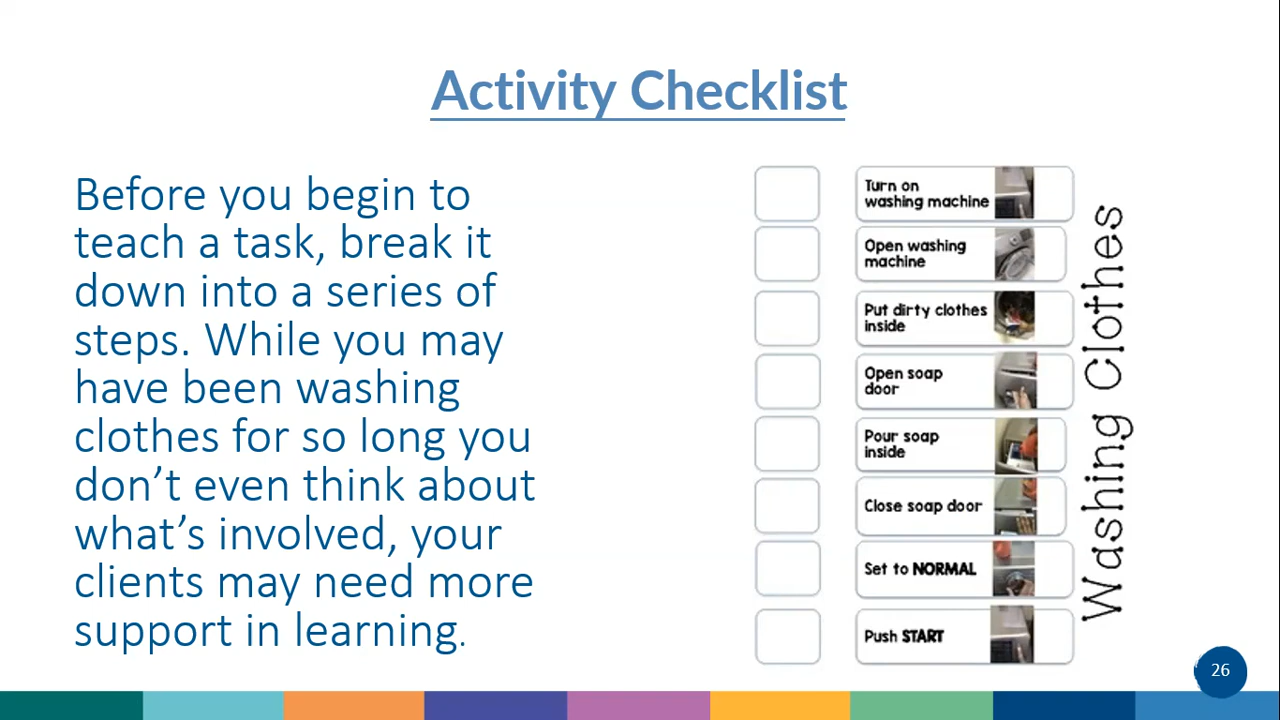 Activity Checklist
Before you begin to
teach a task, break it
down into a series of
steps. While you may
have been washing
clothes for so long you
don’t even think about
what’s involved, your
clients may need more
support in learning.
Turn on
washing machine
Open washing
machine
Put dirty clothes
inside
Open soap
door
Pour soap
inside
Close soap door
Set to NORMAL
Push START
Washing Clothes
26